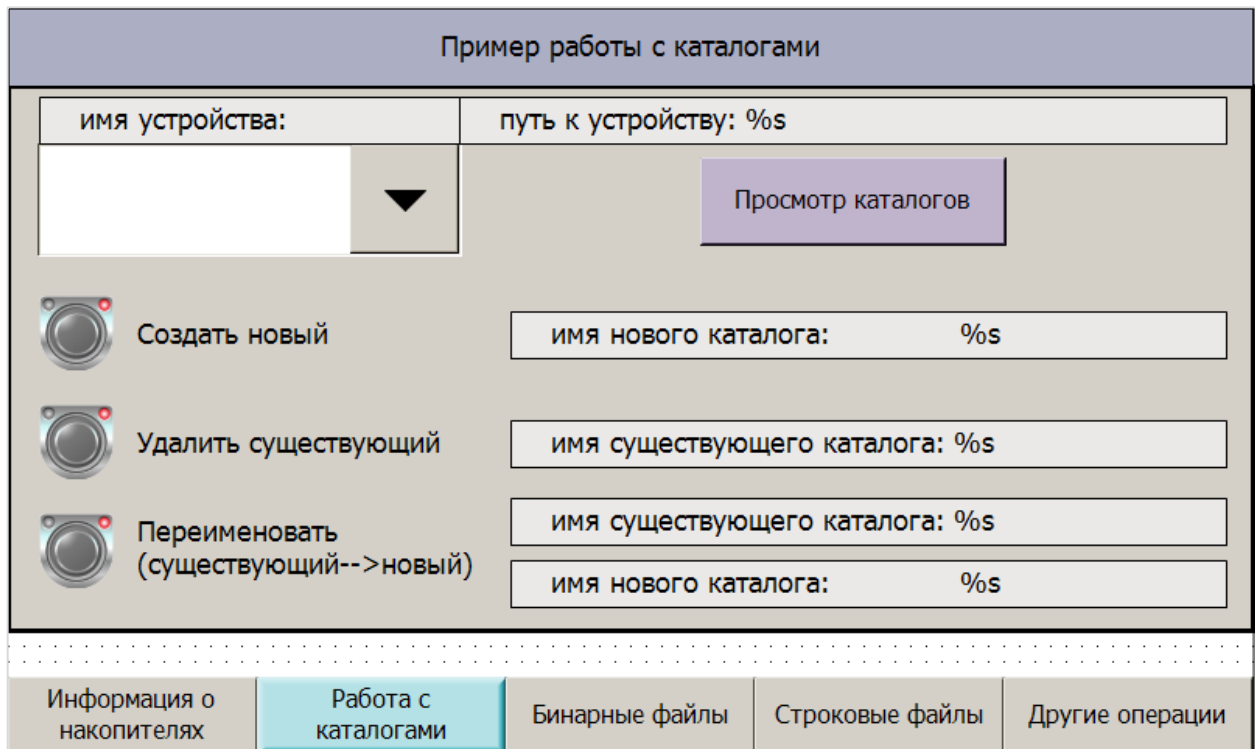 Пример работы с каталогами
имя устройства:
путь к устройству: %s
Просмотр каталогов
Создать новый
имя нового каталога: %s
Удалить существующий
имя существующего каталога: %s
Переименовать
(существующий-->новый)
имя существующего каталога: %s
имя нового каталога: %s
Информация о
накопителях
Работа с
каталогами
Бинарные файлы
Строковые файлы
Другие операции